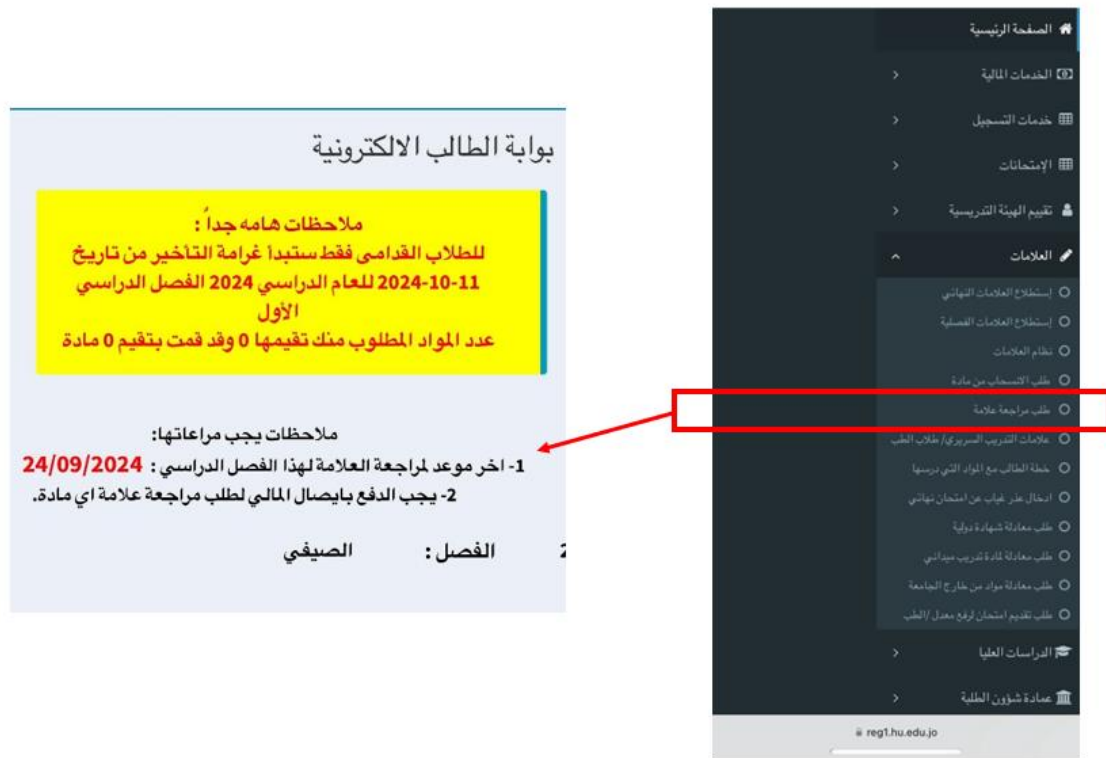 الصفحة الرئيسية
الخدمات المالية
خدمات التسجيل
الإمتحانات
تقييم الهيئة التدريسية
العلامات
إستطلاع العلامات النهائي
إستطلاع العلامات الفصلية
نظام العلامات
طلب الانسحاب من مادة
طلب مراجعة علامة
علامات التدريب السريري/ طلاب الطب
خطة الطالب مع المواد التي درسها
ادخال عذر غياب عن امتحان نهائي
طلب معادلة شهادة دولية
طلب معادلة لمادة تدريب ميداني
طلب معادلة مواد من خارج الجامعة
طلب تقديم امتحان لرفع معدل /الطب
الدراسات العليا
عمادة شؤون الطلبة
reg1.hu.edu.jo
بوابة الطالب الالكترونية
ملاحظات هامه جداً :
للطلاب القدامى فقط ستبدأ غرامة التأخير من تاريخ
2024-10-11 للعام الدراسي 2024 الفصل الدراسي
الأول
عدد المواد المطلوب منك تقيمها 0 وقد قمت بتقيم 0 مادة
ملاحظات يجب مراعاتها:
1- اخر موعد لمراجعة العلامة لهذا الفصل الدراسي : 24/09/2024
2- يجب الدفع بايصال المالي لطلب مراجعة علامة اي مادة.
الفصل : الصيفي